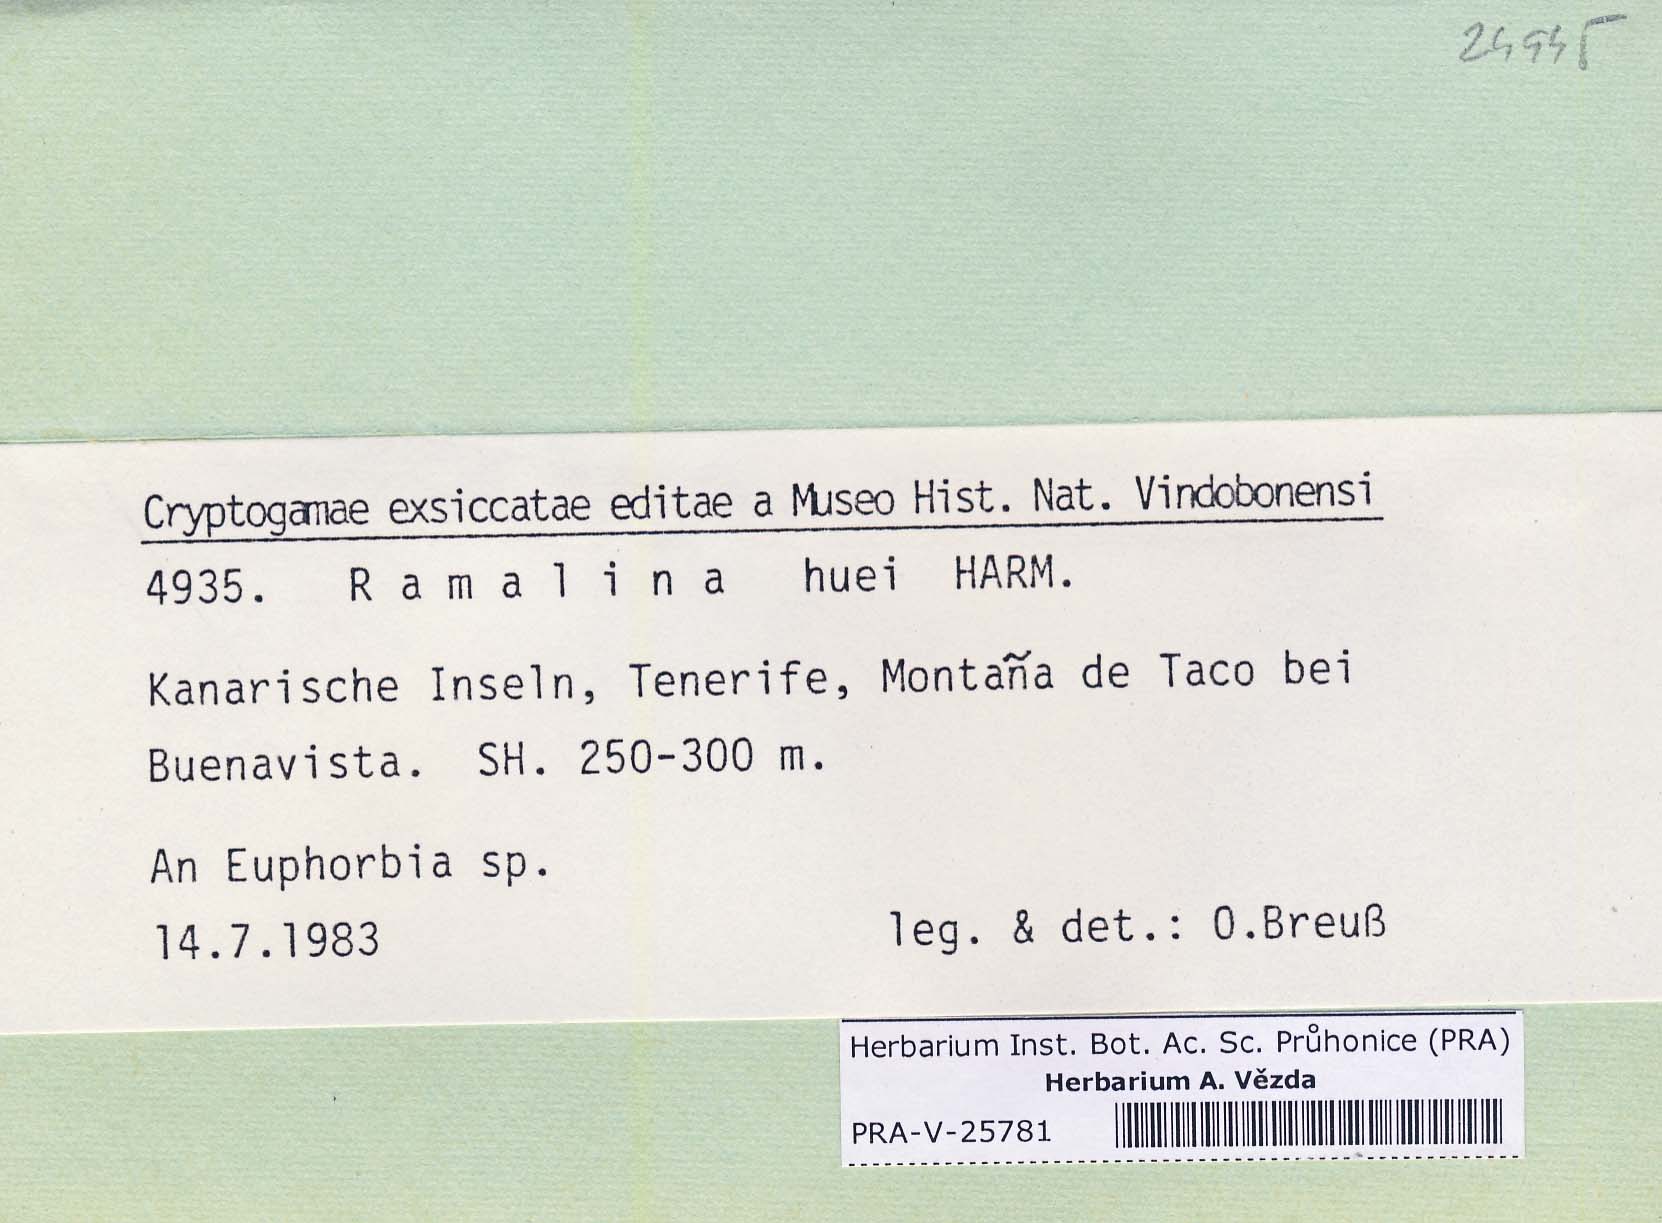 Cryptogamae exsiccatae editae a Museo Hist. Nat. Vindobonensi
4935. R a m a l i n a huei HARM.
Kanarische Inseln, Tenerife, Montaña de Taco bei
Buenavista. SH. 250-300 m.
An Euphorbia sp.
14.7.1983
leg. & det.: O.Breuß
Herbarium Inst. Bot. Ac. Sc. Průhonice (PRA)
Herbarium A. Vězda
PRA-V-25781